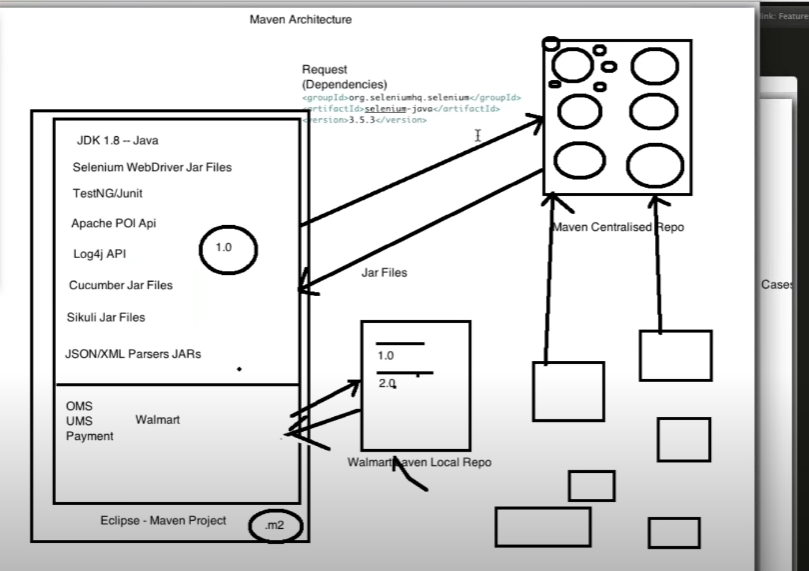 Maven Architecture
link: Feature
Request
(Dependencies)
<groupId>org.seleniumhq.selenium</groupId>
<artifactId>selenium-java</artifactId>
<version>3.5.3</version>
JDK 1.8 -- Java
Selenium WebDriver Jar Files
TestNG/Junit
Apache POI Api
1.0
Log4j API
Cucumber Jar Files
Sikuli Jar Files
JSON/XML Parsers JARs
OMS
UMS
Payment
Walmart
Eclipse - Maven Project
.m2
Jar Files
Maven Centralised Repo
Cases
1.0
2.0
Walmart Maven Local Repo